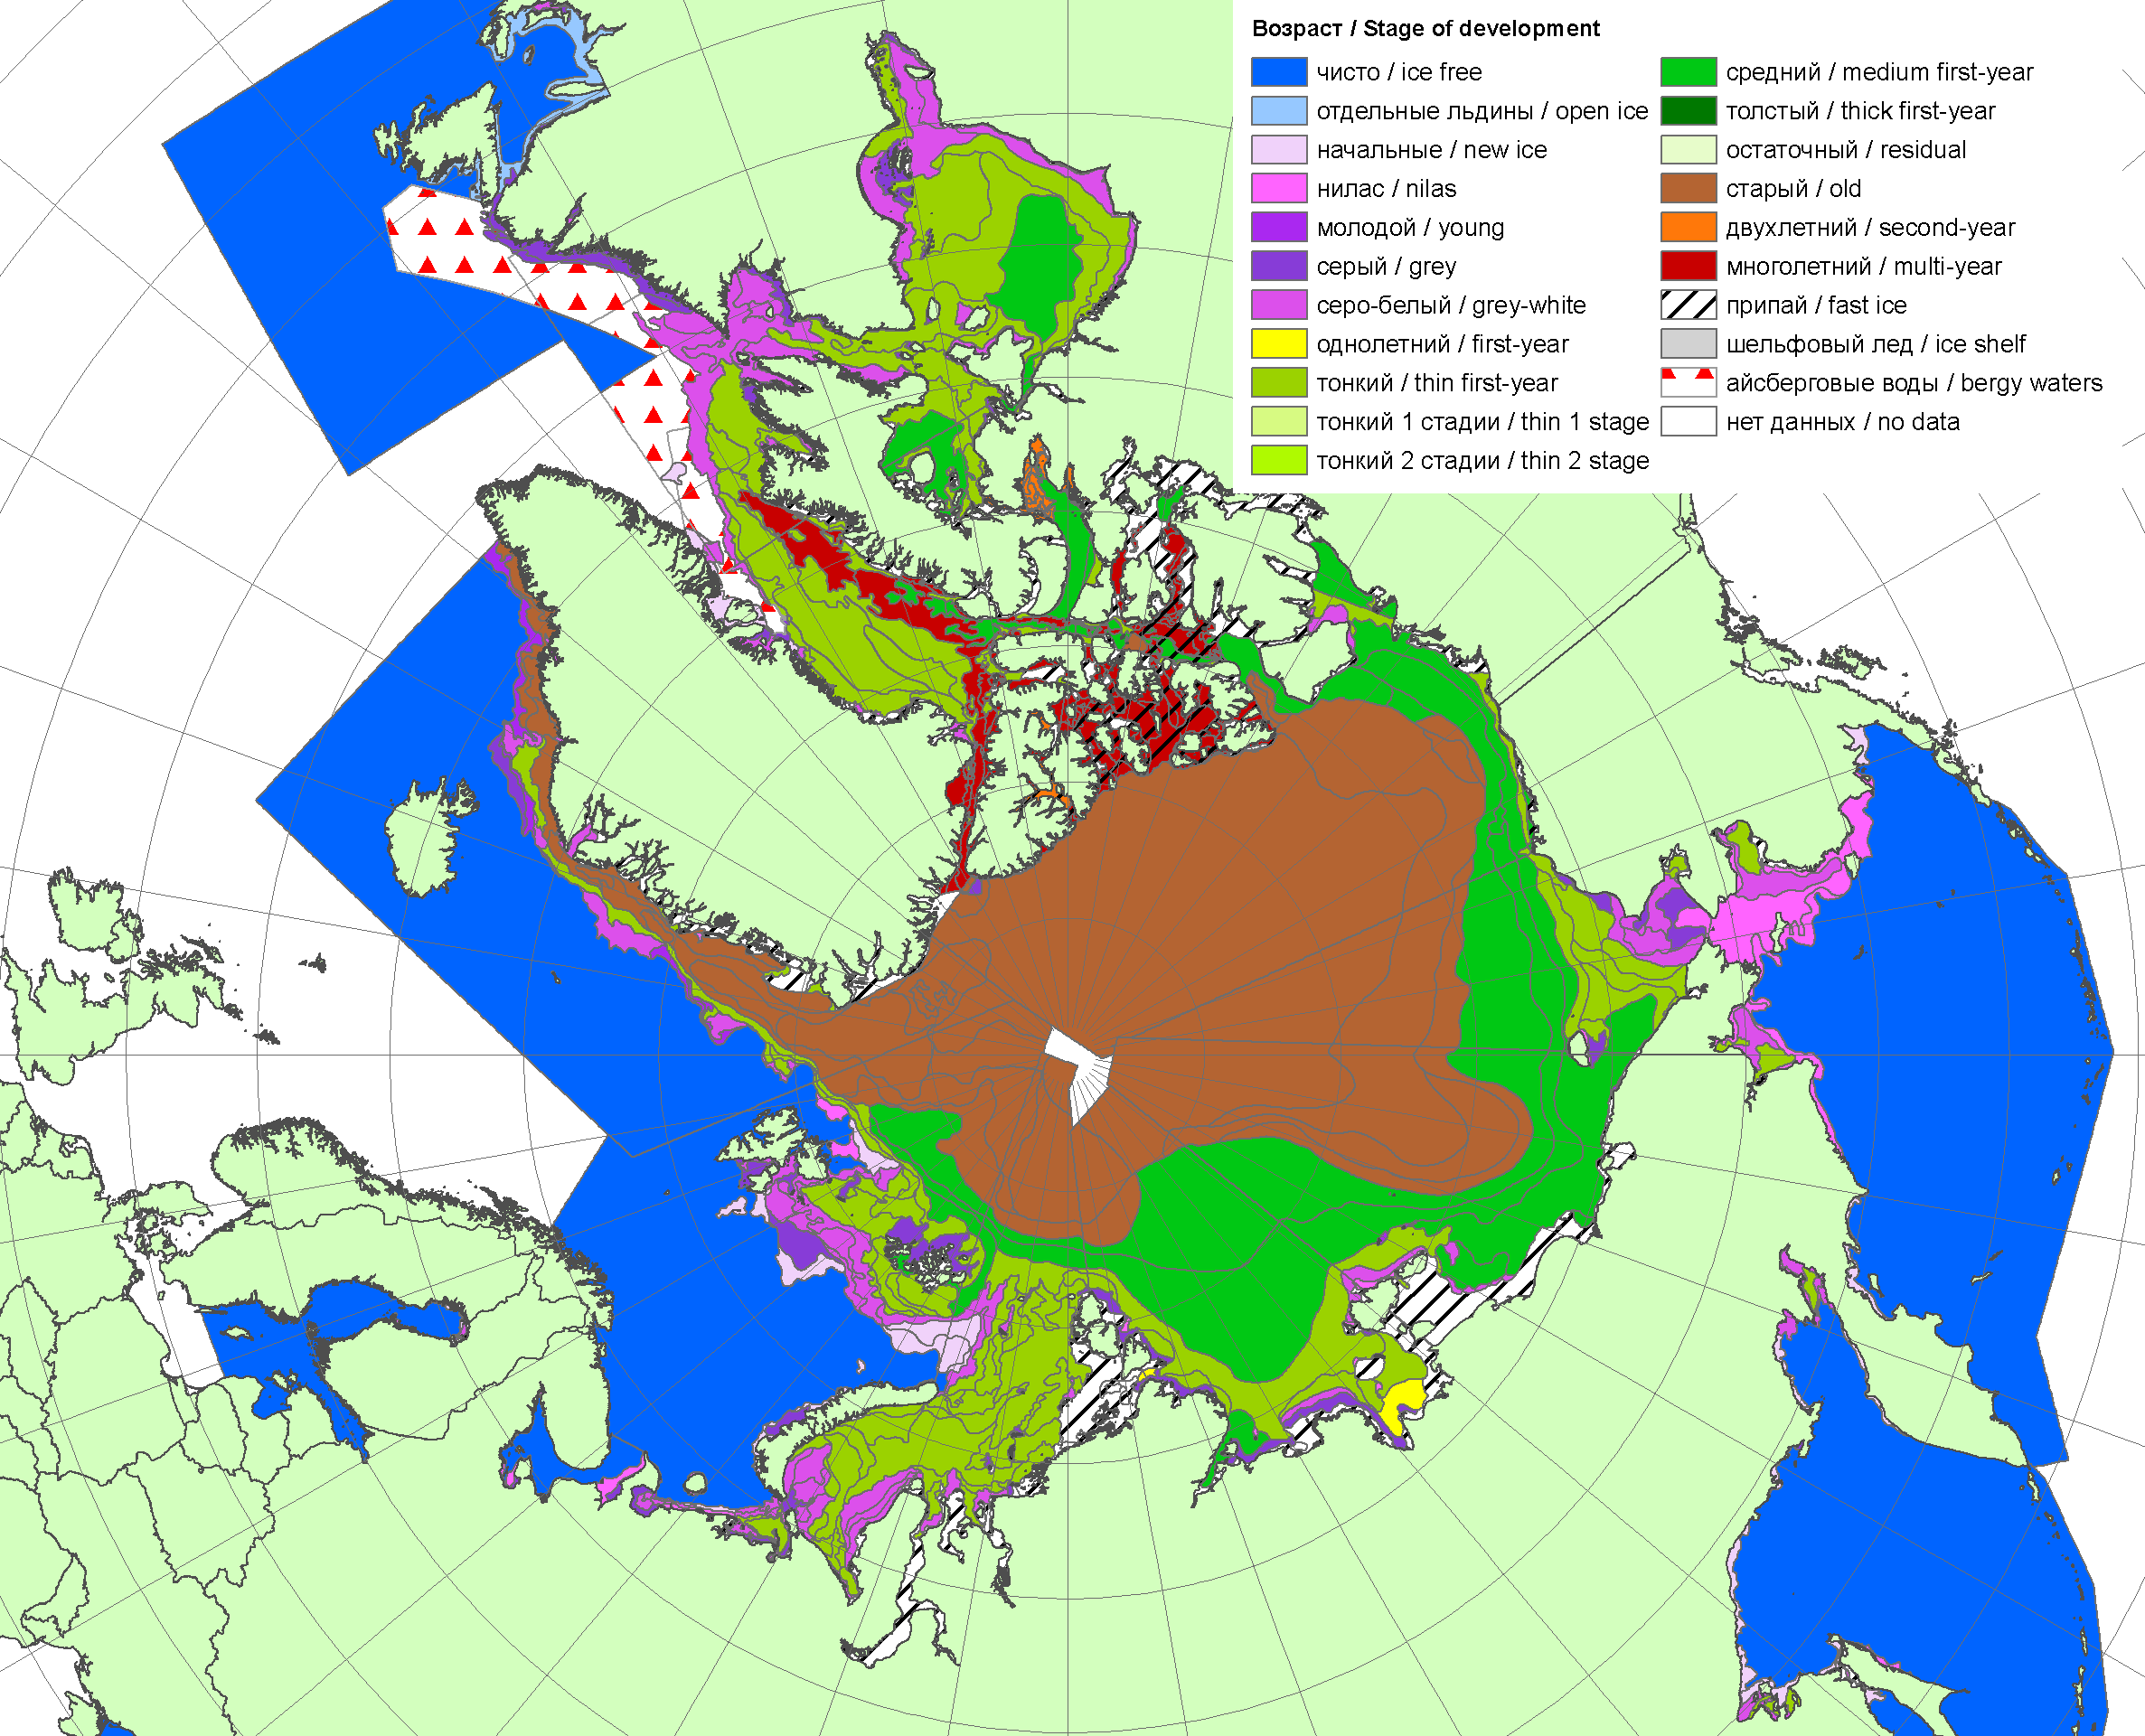 Возраст / Stage of development
чисто / ice free
отдельные льдины / open ice
начальные / new ice
нилас / nilas
молодой / young
серый / grey
серо-белый / grey-white
однолетний / first-year
тонкий / thin first-year
тонкий 1 стадии / thin 1 stage
тонкий 2 стадии / thin 2 stage
средний / medium first-year
толстый / thick first-year
остаточный / residual
старый / old
двухлетний / second-year
многолетний / multi-year
припай / fast ice
шельфовый лед / ice shelf
айсберговые воды / bergy waters
нет данных / no data